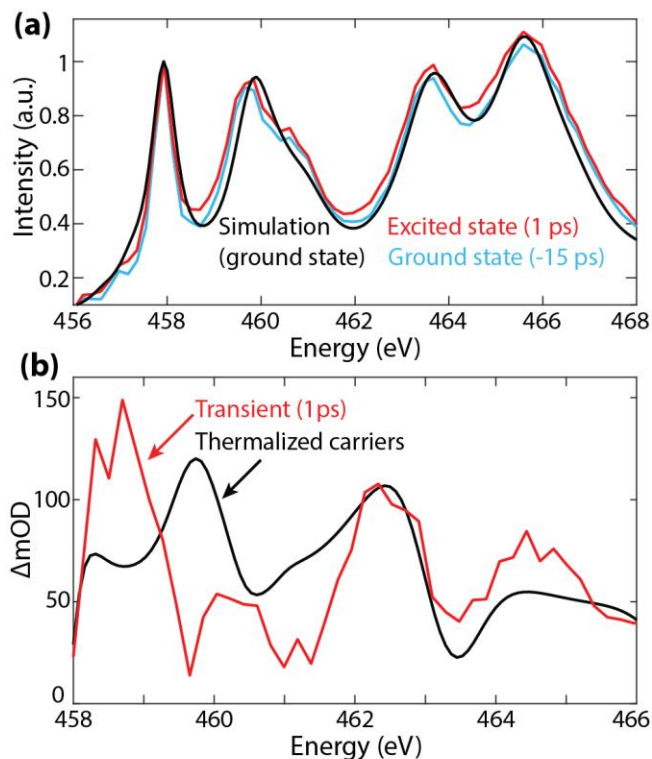 (a)
Intensity (a.u.)
1
0.8
0.6
0.4
0.2
Simulation
(ground state)
Excited state (1 ps)
Ground state (-15 ps)
456 458 460 462 464 466 468
Energy (eV)
(b)
ΔmOD
150
100
50
0
Transient (1ps)
Thermalized carriers
458 460 462 464 466
Energy (eV)